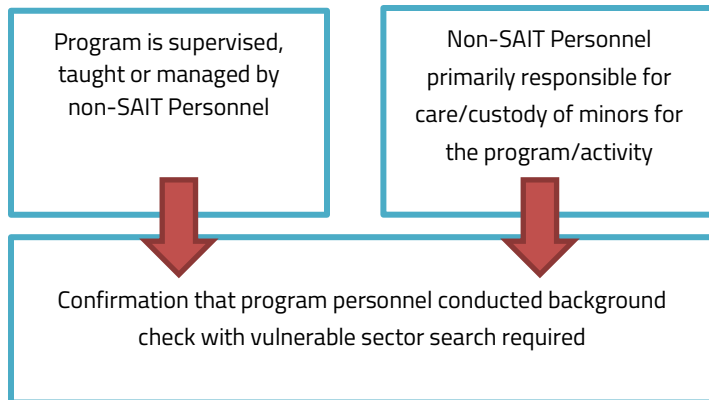 Program is supervised,
taught or managed by
non-SAIT Personnel
Non-SAIT Personnel
primarily responsible for
care/custody of minors for
the program/activity
Confirmation that program personnel conducted background
check with vulnerable sector search required